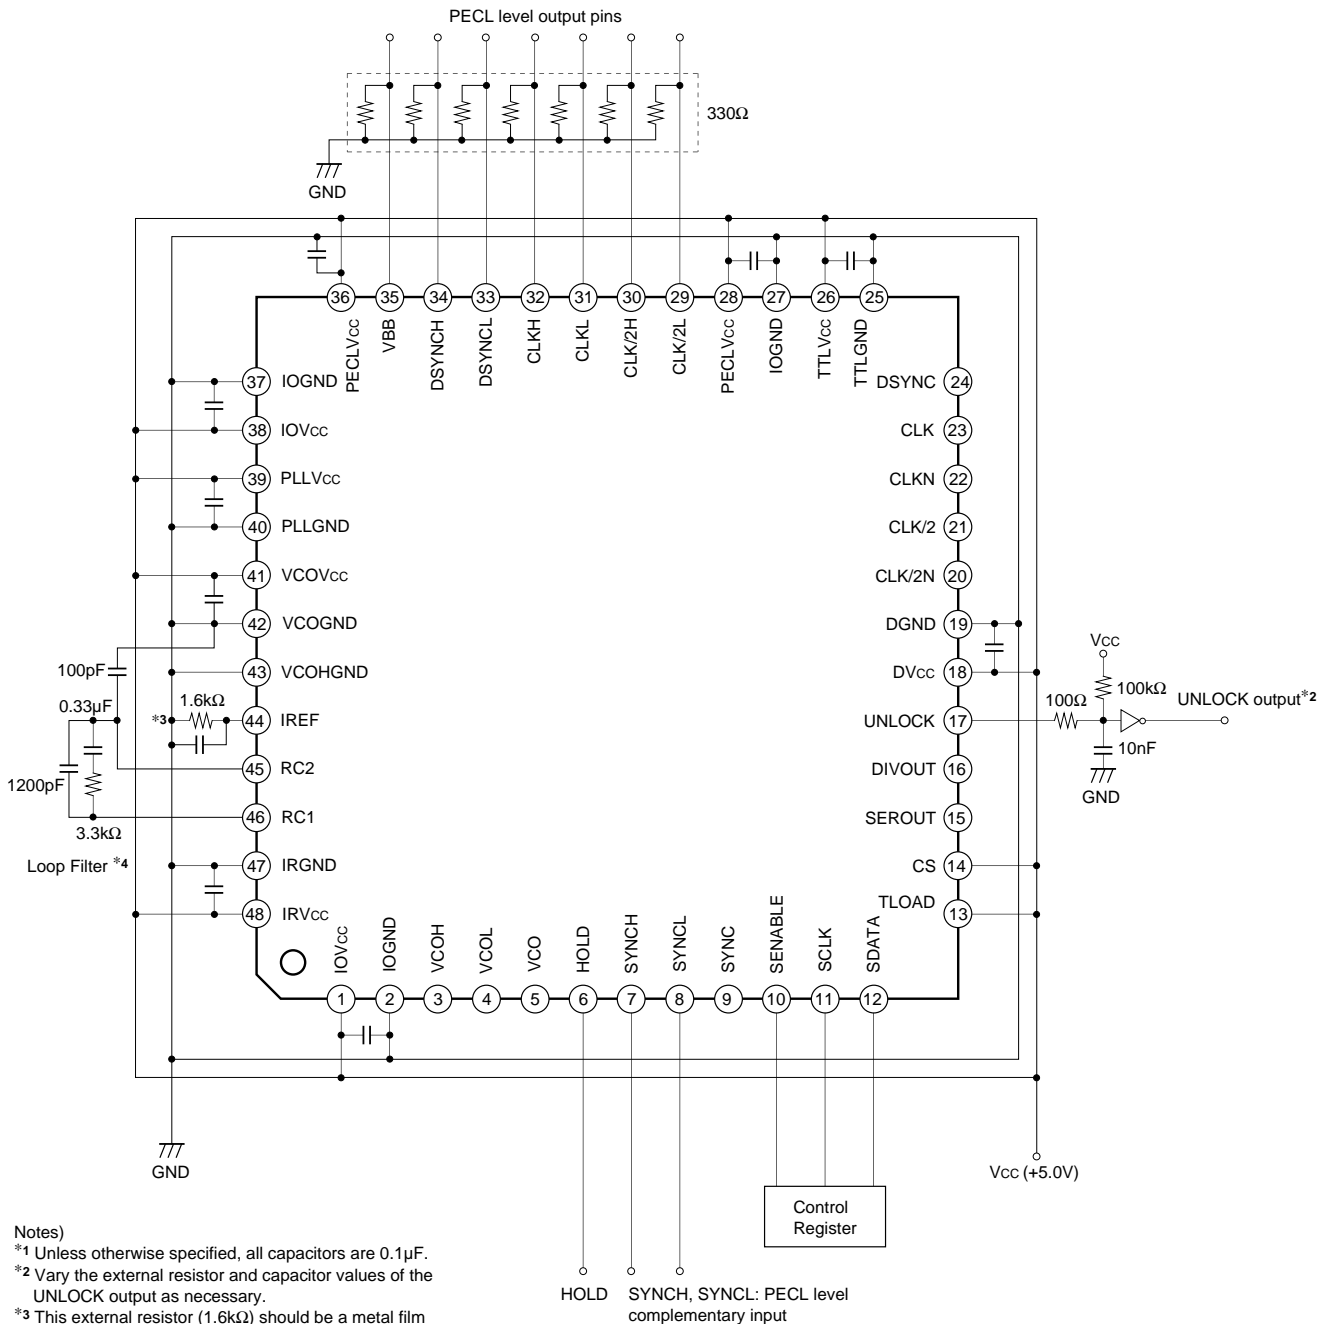 PECL level output pins
330Ω
GND
36 35 34 33 32 31 30 29 28 27 26 25
PECLVCC
VBB
DSYNCH
DSYNCL
CLKH
CLKL
CLK/2H
CLK/2L
PECLVCC
IOGND
TTLVCC
TTLGND
37 IOGND
38 IOVCC
39 PLLVCC
40 PLLGND
41 VCOVCC
42 VCOGND
43 VCOHGND
44 IREF
45 RC2
46 RC1
47 IRGND
48 IRVCC
100pF
0.33µF
*3 1.6kΩ
1200pF
3.3kΩ
Loop Filter *4
DSYNC 24
CLK 23
CLKN 22
CLK/2 21
CLK/2N 20
DGND 19
DVCC 18
UNLOCK 17
DIVOUT 16
SEROUT 15
CS 14
TLOAD 13
VCC
100kΩ
100Ω
UNLOCK output*2
10nF
GND
IOVCC
IOGND
VCOH
VCOL
VCO
HOLD
SYNCH
SYNCL
SYNC
SENABLE
SCLK
SDATA
1 2 3 4 5 6 7 8 9 10 11 12
GND
VCC (+5.0V)
Control
Register
HOLD
SYNCH, SYNCL: PECL level
complementary input
Notes)
*1 Unless otherwise specified, all capacitors are 0.1µF.
*2 Vary the external resistor and capacitor values of the
UNLOCK output as necessary.
*3 This external resistor (1.6kΩ) should be a metal film